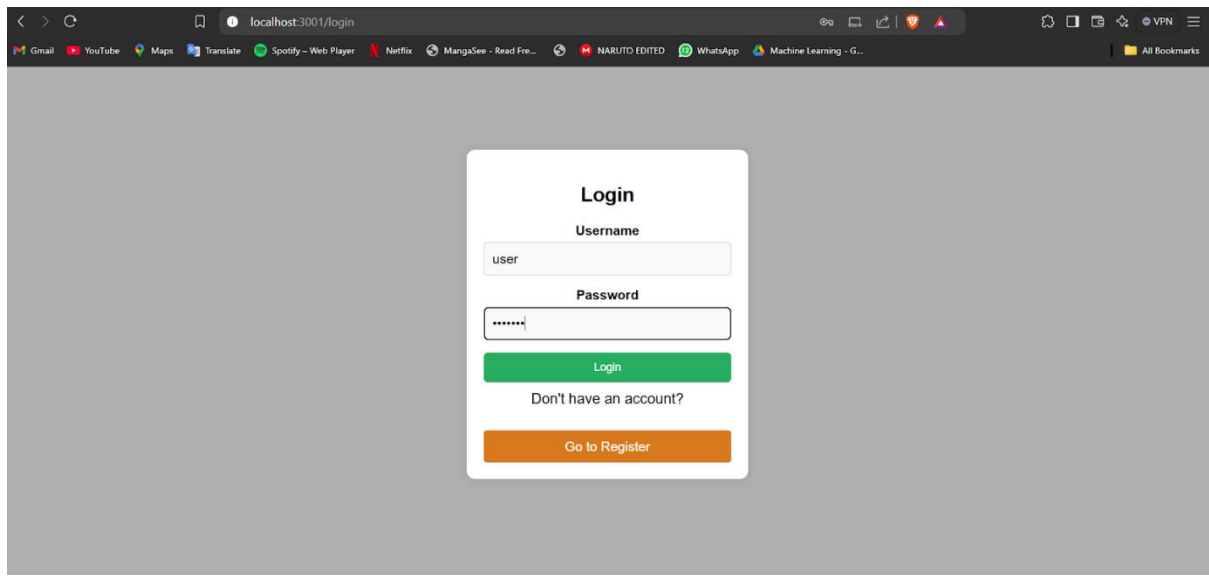 localhost:3001/login
VPN
Gmail YouTube Maps Translate Spotify – Web Player Netflix MangaSee - Read Fre... NARUTO EDITED WhatsApp Machine Learning - G... All Bookmarks
Login
Username
user
Password
•••••••
Login
Don't have an account?
Go to Register